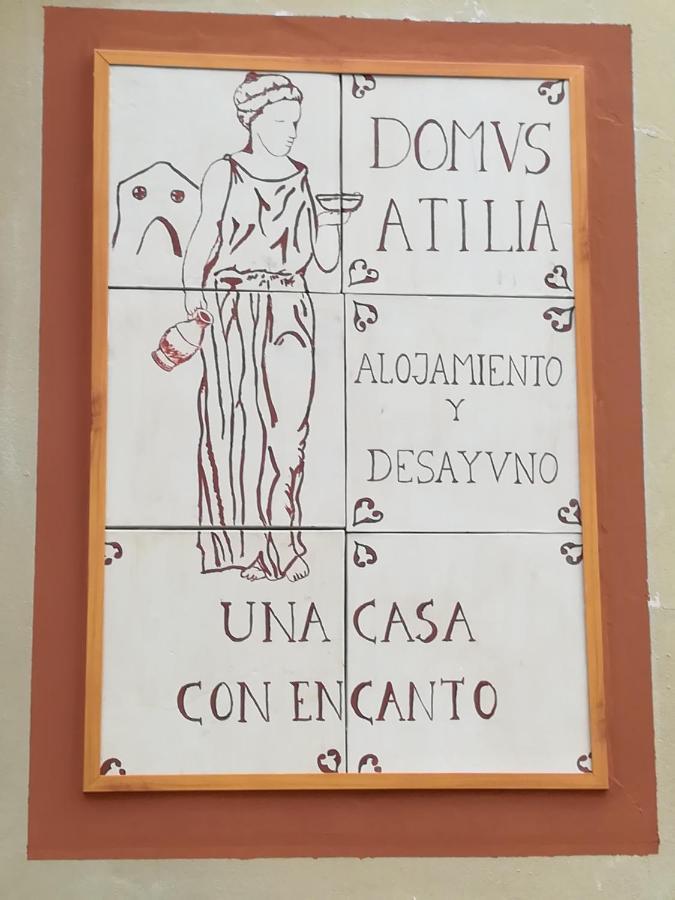 DOMVS
ATILIA
ALOJAMIENTO
Y
DESAYVNO
UNA CASA
CON ENCANTO